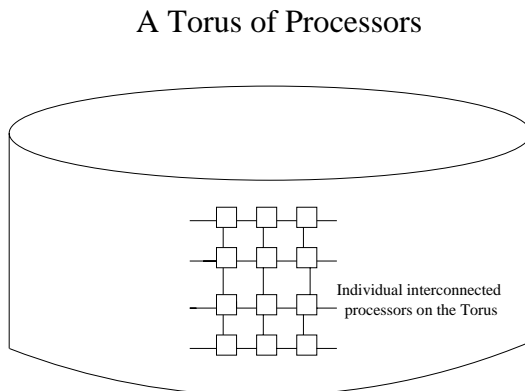 A Torus of Processors
Individual interconnected
processors on the Torus